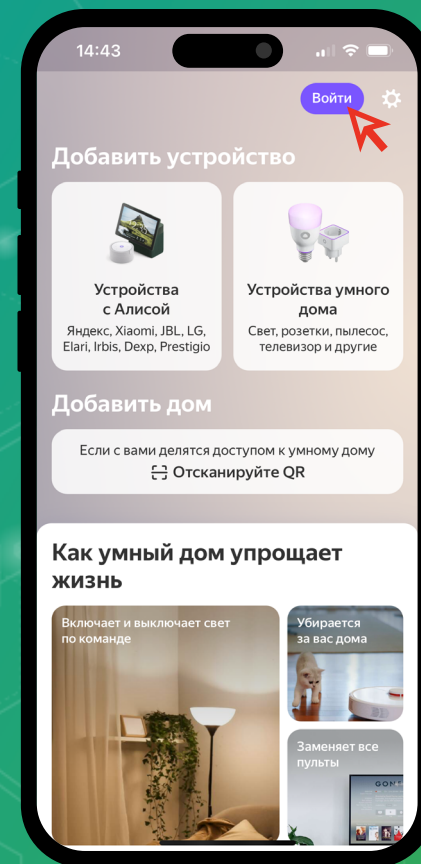 14:43
Войти
Добавить устройство
Устройства
с Алисой
Яндекс, Xiaomi, JBL, LG,
Elari, Irbis, Dexp, Prestigio
Устройства умного
дома
Свет, розетки, пылесос,
телевизор и другие
Добавить дом
Если с вами делятся доступом к умному дому
Отсканируйте QR
Как умный дом упрощает
жизнь
Включает и выключает свет
по команде
Убирается
за вас дома
Заменяет все
пульты